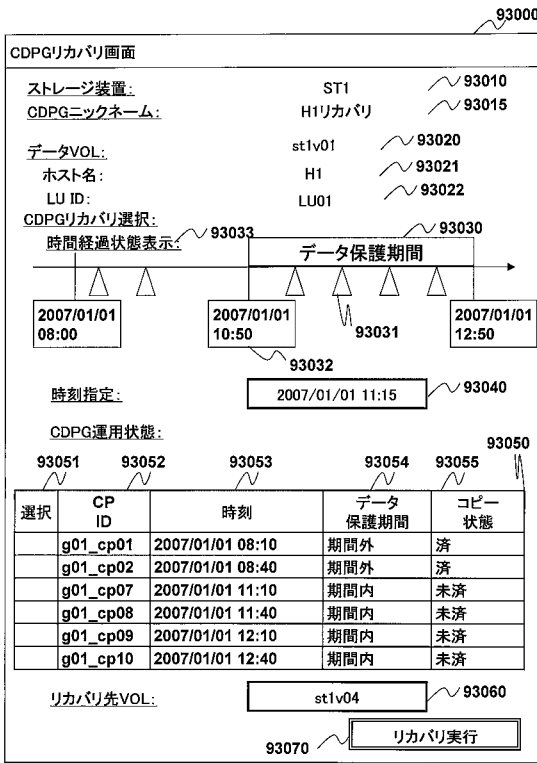 93000
CDPGリカバリ画面
ストレージ装置: ST1 93010
CDPGニックネーム: H1リカバリ 93015
データVOL: st1v01 93020
ホスト名: H1 93021
LU ID: LU01 93022
CDPGリカバリ選択:
時間経過状態表示: 93033 93030
データ保護期間
2007/01/01 08:00
2007/01/01 10:50
2007/01/01 12:50
93031
93032
時刻指定: 2007/01/01 11:15 93040
CDPG運用状態:
93050
93051 93052 93053 93054 93055
選択 CP ID 時刻 データ保護期間 コピー状態
g01_cp01 2007/01/01 08:10 期間外 済
g01_cp02 2007/01/01 08:40 期間外 済
g01_cp07 2007/01/01 11:10 期間内 未済
g01_cp08 2007/01/01 11:40 期間内 未済
g01_cp09 2007/01/01 12:10 期間内 未済
g01_cp10 2007/01/01 12:40 期間内 未済
リカバリ先VOL: st1v04 93060
93070 リカバリ実行